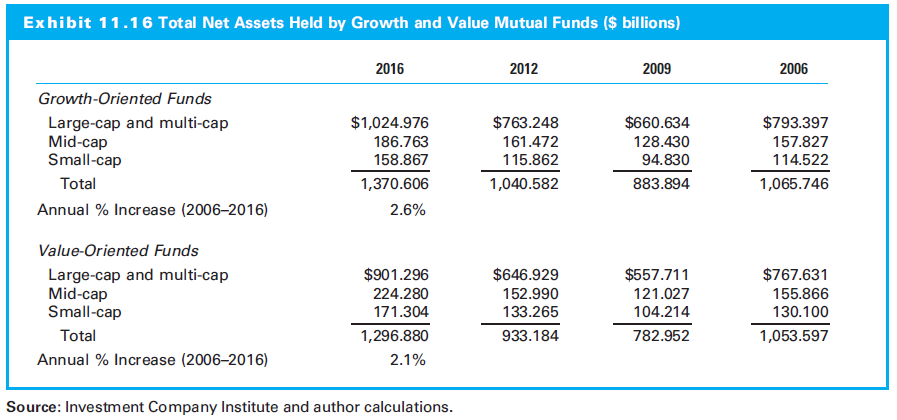 Exhibit 11.16 Total Net Assets Held by Growth and Value Mutual Funds ($ billions)
2016 2012 2009 2006
Growth-Oriented Funds
Large-cap and multi-cap $1,024.976 $763.248 $660.634 $793.397
Mid-cap 186.763 161.472 128.430 157.827
Small-cap 158.867 115.862 94.830 114.522
Total 1,370.606 1,040.582 883.894 1,065.746
Annual % Increase (2006–2016) 2.6%
Value-Oriented Funds
Large-cap and multi-cap $901.296 $646.929 $557.711 $767.631
Mid-cap 224.280 152.990 121.027 155.866
Small-cap 171.304 133.265 104.214 130.100
Total 1,296.880 933.184 782.952 1,053.597
Annual % Increase (2006–2016) 2.1%
Source: Investment Company Institute and author calculations.